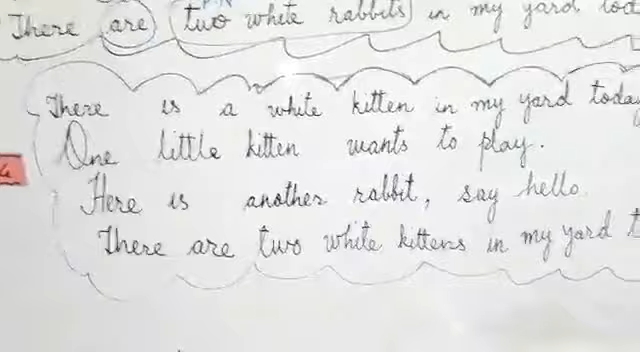 There are two white rabbits in my yard
There is a white kitten in my yard today
One little kitten wants to play.
Here is another rabbit, say hello.
There are two white kittens in my yard